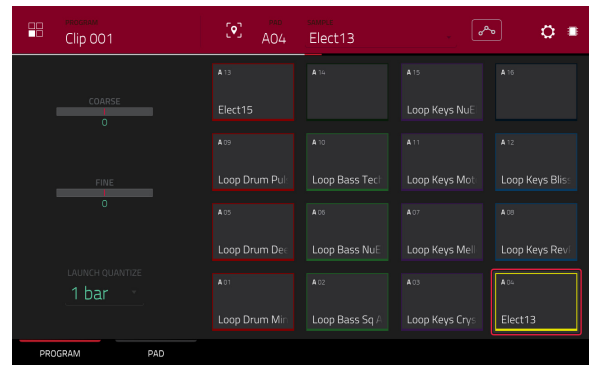 PROGRAM PAD SAMPLE
Clip 001 A04 Elect13
COARSE
0
FINE
0
LAUNCH QUANTIZE
1 bar
A 13 A 14 A 15 A 16
Elect15 Loop Keys NuE
A 09 A 10 A 11 A 12
Loop Drum Pul Loop Bass Tec Loop Keys Mot Loop Keys Blis
A 05 A 06 A 07 A 08
Loop Drum De Loop Bass NuE Loop Keys Mell Loop Keys Rev
A 01 A 02 A 03 A 04
Loop Drum Min Loop Bass Sq A Loop Keys Crys Elect13
PROGRAM PAD